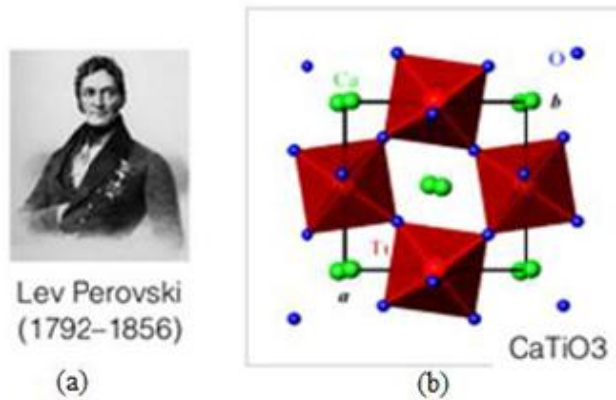 Lev Perovski
(1792–1856)
(a)
Ca
O
b
Ti
a
CaTiO3
(b)